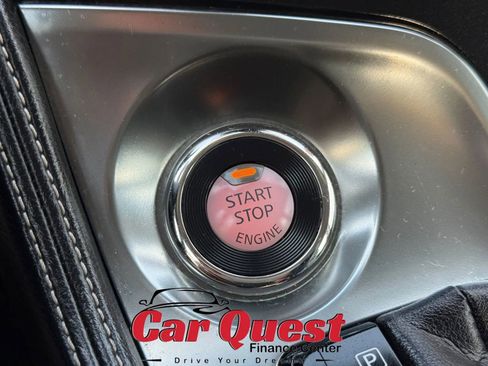 START
STOP
ENGINE
Car Quest
Finance Center
Drive Your Dream
P